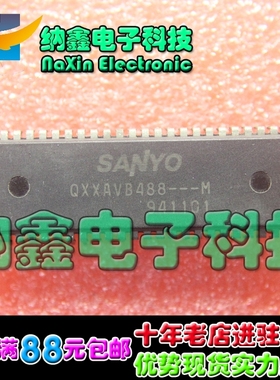 纳鑫电子科技
NaXin Electronic
SANYO
QXXAVB488---M
941101
纳鑫电子科技
满88元包邮
十年老店进驻
优势现货实力